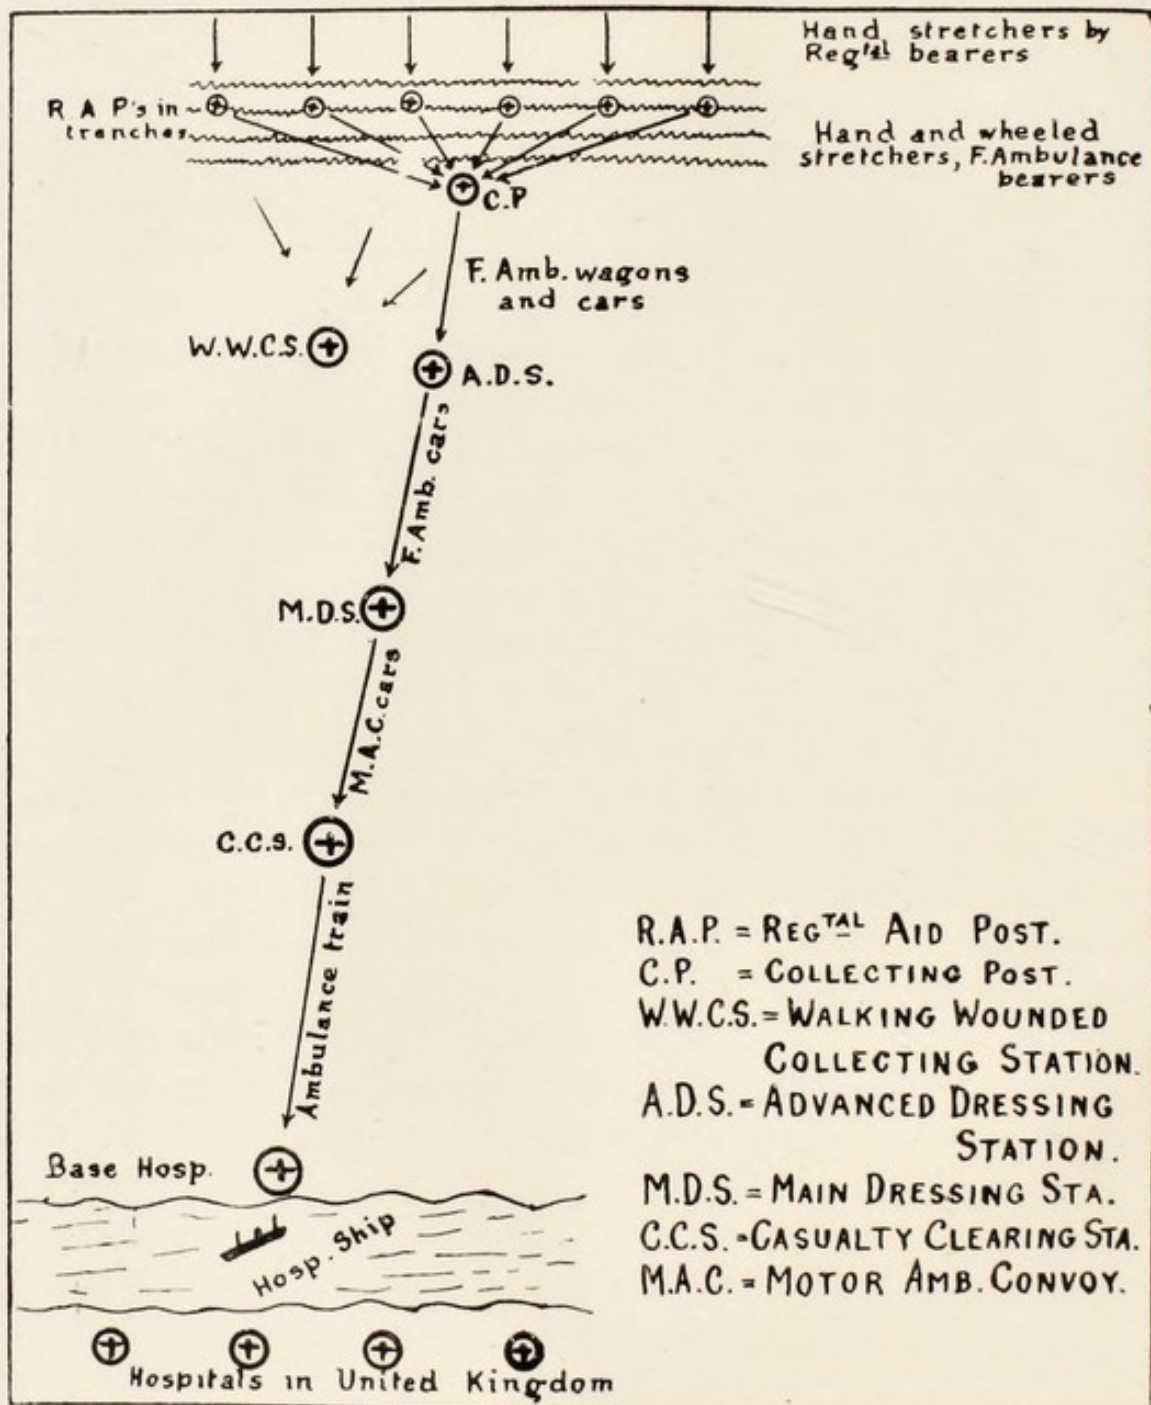 Hand stretchers by
Regtal bearers
R A P's in
trenches
Hand and wheeled
stretchers, F. Ambulance
bearers
C.P
F. Amb. wagons
and cars
W.W.C.S.
A.D.S.
F. Amb. cars
M.D.S.
M.A.C. cars
C.C.S.
Ambulance train
Base Hosp.
Hosp. Ship
Hospitals in United Kingdom
R.A.P. = REGTAL AID POST.
C.P. = COLLECTING POST.
W.W.C.S. = WALKING WOUNDED
COLLECTING STATION.
A.D.S. = ADVANCED DRESSING
STATION.
M.D.S. = MAIN DRESSING STA.
C.C.S. = CASUALTY CLEARING STA.
M.A.C. = MOTOR AMB. CONVOY.